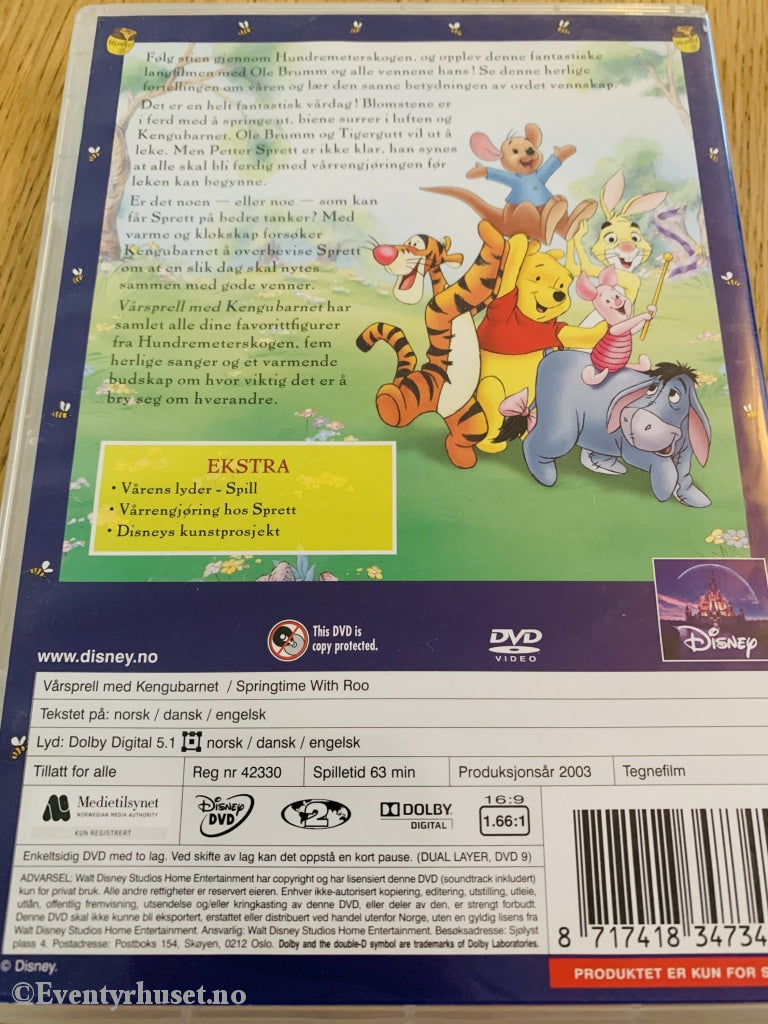 HUNNY
HUNNY
Følg stien gjennom Hundremeterskogen, og opplev denne fantastiske
langfilmen med Ole Brumm og alle vennene hans! Se denne herlige
fortellingen om våren og lær den sanne betydningen av ordet vennskap.
Det er en helt fantastisk vårdag! Blomstene er
i ferd med å springe ut, biene surrer i luften og
Kengubarnet, Ole Brumm og Tigergutt vil ut å
leke. Men Petter Sprett er ikke klar, han synes
at alle skal bli ferdig med vårrengjøringen før
leken kan begynne.
Er det noen — eller noe — som kan
får Sprett på bedre tanker? Med
varme og klokskap forsøker
Kengubarnet å overbevise Sprett
om at en slik dag skal nytes
sammen med gode venner.
Vårsprell med Kengubarnet har
samlet alle dine favorittfigurer
fra Hundremeterskogen, fem
herlige sanger og et varmende
budskap om hvor viktig det er å
bry seg om hverandre.
EKSTRA
• Vårens lyder - Spill
• Vårrengjøring hos Sprett
• Disneys kunstprosjekt
www.disney.no
This DVD is
copy protected.
DVD
VIDEO
Disney
Vårsprell med Kengubarnet / Springtime With Roo
Tekstet på: norsk / dansk / engelsk
Lyd: Dolby Digital 5.1 norsk / dansk / engelsk
Tillatt for alle
Reg nr 42330
Spilletid 63 min
Produksjonsår 2003
Tegnefilm
Medietilsynet
NORWEGIAN MEDIA AUTHORITY
KUN REGISTRERT
Disney
DVD
2
DOLBY
DIGITAL
16:9
1.66:1
Enkeltsidig DVD med to lag. Ved skifte av lag kan det oppstå en kort pause. (DUAL LAYER, DVD 9)
ADVARSEL: Walt Disney Studios Home Entertainment har copyright og har lisensiert denne DVD (soundtrack inkludert)
kun for privat bruk. Alle andre rettigheter er reservert eieren. Enhver ikke-autorisert kopiering, editering, utstilling, utleie,
utlån, offentlig fremvisning, utsendelse og/eller kringkasting av denne DVD, eller deler av den, er strengt forbudt.
Denne DVD skal ikke kunne bli eksportert, erstattet eller distribuert ved handel utenfor Norge, uten en gyldig lisens fra
Walt Disney Studios Home Entertainment. Ansvarlig: Walt Disney Studios Home Entertainment. Besøksadresse: Sjølyst
plass 4. Postadresse: Postboks 154, Skøyen, 0212 Oslo. Dolby and the double-D symbol are trademarks of Dolby Laboratories.
8 717418 34734
© Disney.
PRODUKTET ER KUN FOR S
©Eventyrhuset.no